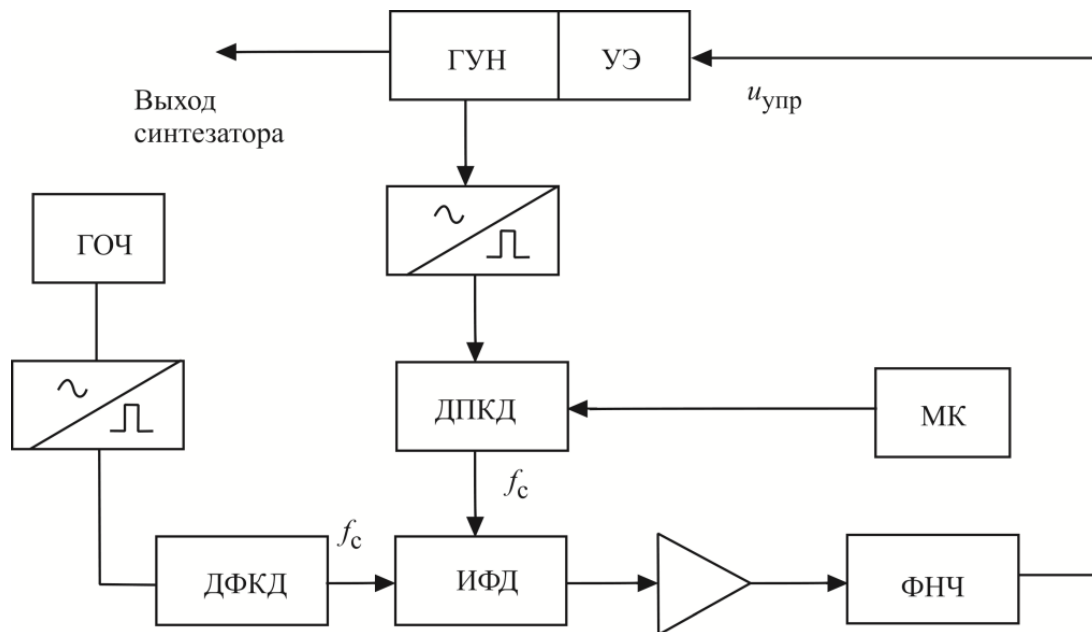 ГУН
УЭ
Выход
синтезатора
uупр
ГОЧ
ДПКД
МК
fс
fс
ДФКД
ИФД
ФНЧ